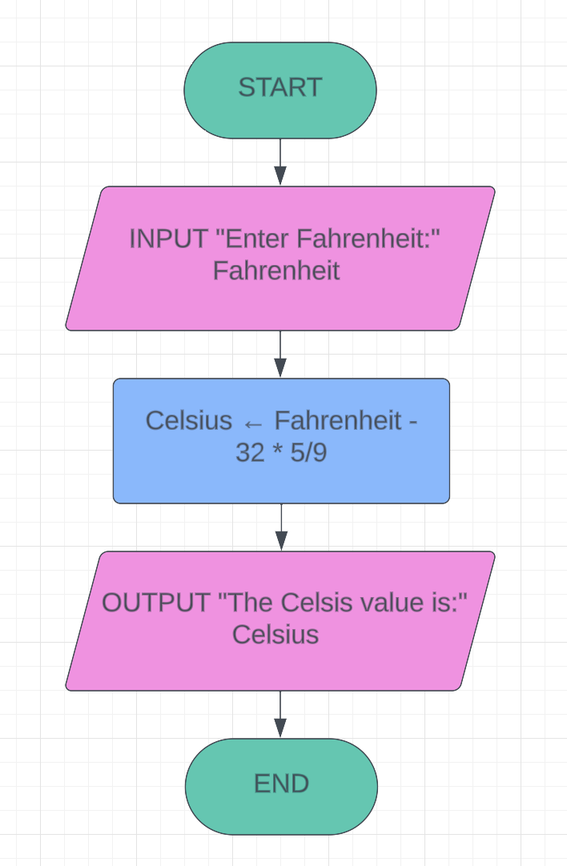 START
INPUT "Enter Fahrenheit:"
Fahrenheit
Celsius ← Fahrenheit -
32 * 5/9
OUTPUT "The Celsis value is:"
Celsius
END